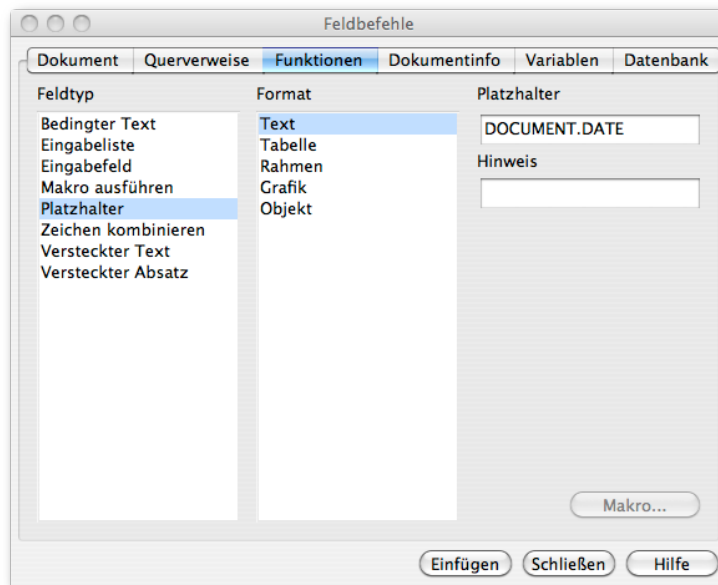 Feldbefehle
Dokument Querverweise Funktionen Dokumentinfo Variablen Datenbank
Feldtyp
Bedingter Text
Eingabeliste
Eingabefeld
Makro ausführen
Platzhalter
Zeichen kombinieren
Versteckter Text
Versteckter Absatz
Format
Text
Tabelle
Rahmen
Grafik
Objekt
Platzhalter
DOCUMENT.DATE
Hinweis
Makro...
Einfügen Schließen Hilfe